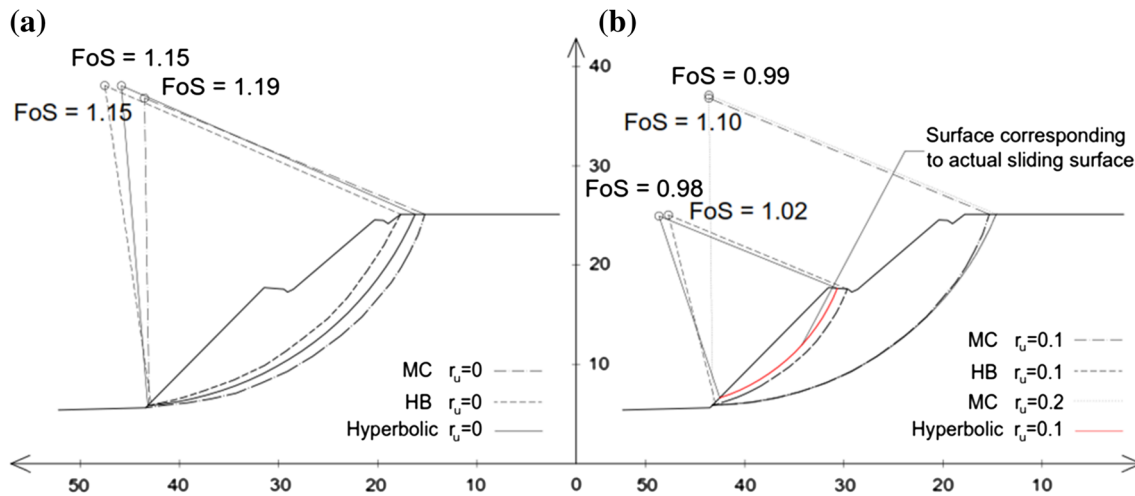 (a)
FoS = 1.15
FoS = 1.19
FoS = 1.15
MC r_u=0
HB r_u=0
Hyperbolic r_u=0
50 40 30 20 10 0
40
30
20
10
(b)
FoS = 0.99
FoS = 1.10
Surface corresponding
to actual sliding surface
FoS = 0.98
FoS = 1.02
MC r_u=0.1
HB r_u=0.1
MC r_u=0.2
Hyperbolic r_u=0.1
50 40 30 20 10